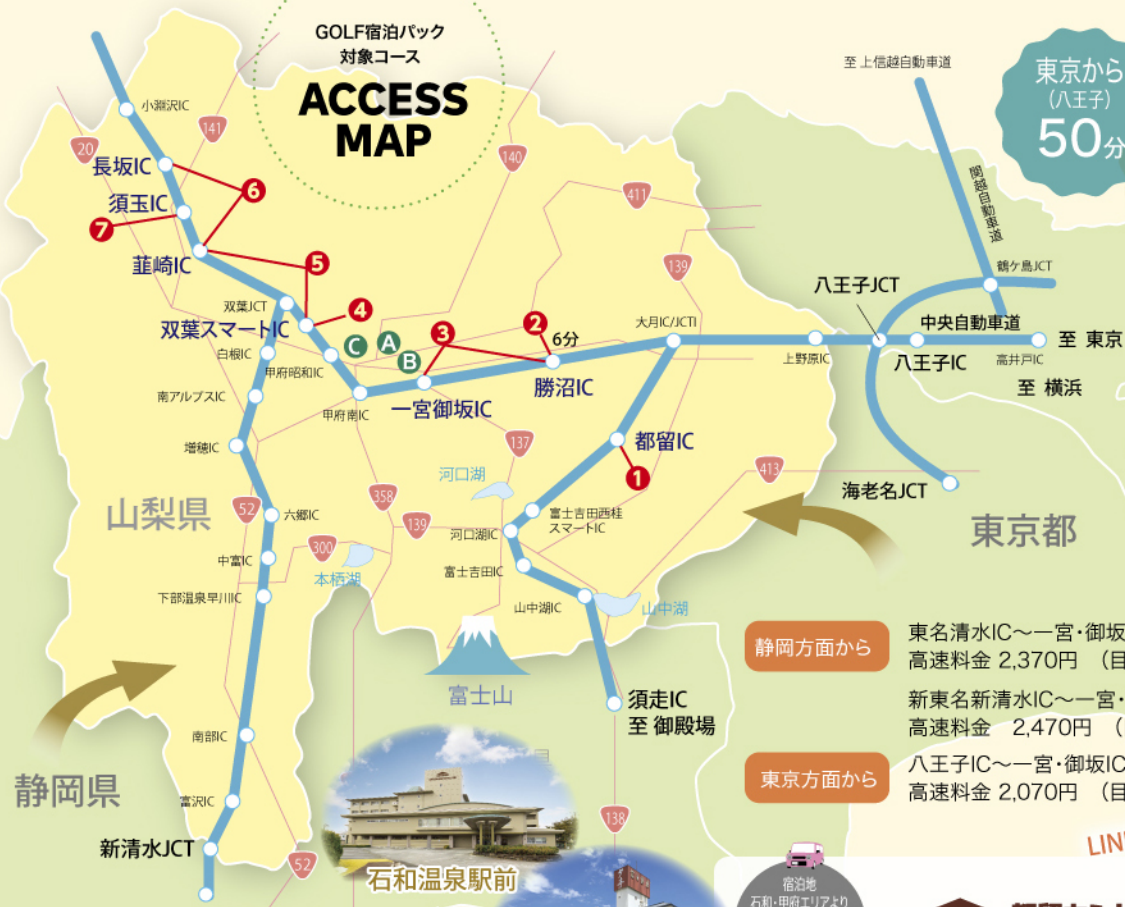 GOLF宿泊パック
対象コース
ACCESS
MAP
至 上信越自動車道
東京から
(八王子)
50分
関越自動車道
鶴ケ島JCT
小淵沢IC
141
20
長坂IC
140
6
須玉IC
411
7
韮崎IC
5
139
双葉JCT
4
八王子JCT
双葉スマートIC
C
A
B
3
2
6分
大月IC/JCTI
中央自動車道
至 東京
白根IC
甲府昭和IC
上野原IC
八王子IC
高井戸IC
南アルプスIC
甲府南IC
一宮御坂IC
勝沼IC
至 横浜
増穂IC
137
都留IC
1
413
河口湖
海老名JCT
山梨県
358
52
六郷IC
139
富士吉田西桂
スマートIC
東京都
300
河口湖IC
中富IC
本栖湖
富士吉田IC
下部温泉早川IC
山中湖IC
山中湖
静岡方面から
東名清水IC〜一宮・御坂
高速料金 2,370円 (目
富士山
須走IC
至 御殿場
新東名新清水IC〜一宮・
高速料金 2,470円 (
南部IC
静岡県
東京方面から
八王子IC〜一宮・御坂IC
高速料金 2,070円 (目
富沢IC
138
新清水JCT
52
石和温泉駅前
LIN
宿泊地
石和・甲府エリアより